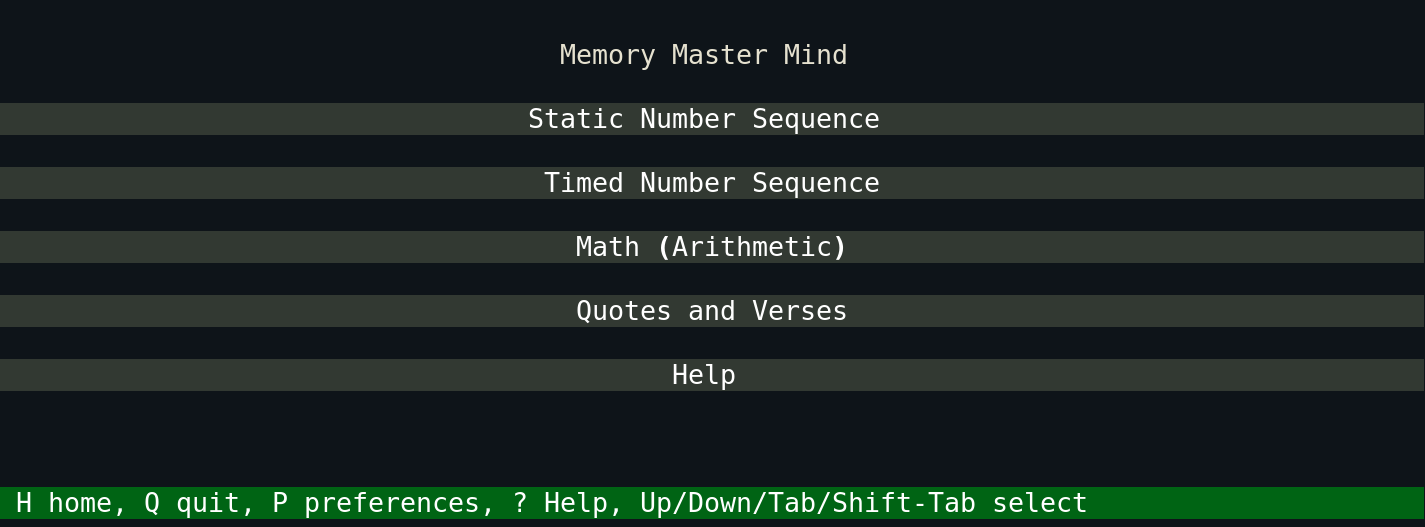 Memory Master Mind
Static Number Sequence
Timed Number Sequence
Math (Arithmetic)
Quotes and Verses
Help
H home, Q quit, P preferences, ? Help, Up/Down/Tab/Shift-Tab select